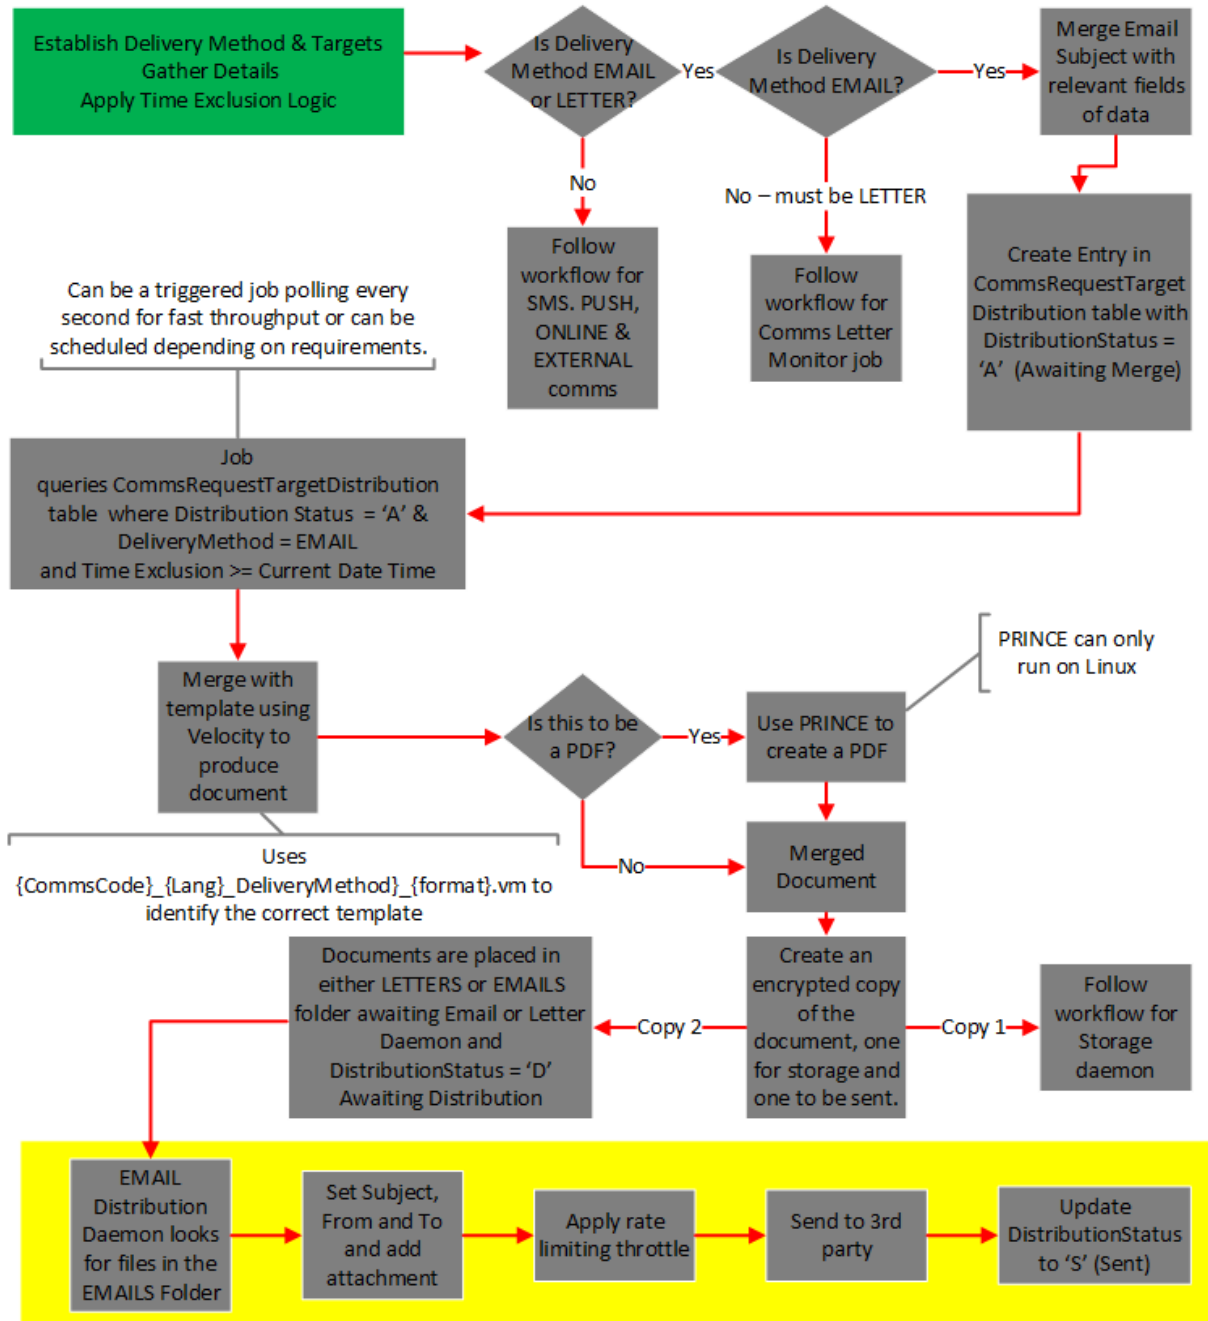 Establish Delivery Method & Targets
Gather Details
Apply Time Exclusion Logic
Is Delivery
Method EMAIL
or LETTER?
Yes
Is Delivery
Method EMAIL?
Yes
Merge Email
Subject with
relevant fields
of data
No
No – must be LETTER
Follow
workflow for
SMS. PUSH,
ONLINE &
EXTERNAL
comms
Follow
workflow for
Comms Letter
Monitor job
Create Entry in
CommsRequestTarget
Distribution table with
DistributionStatus =
‘A’  (Awaiting Merge)
Can be a triggered job polling every
second for fast throughput or can be
scheduled depending on requirements.
Job
queries CommsRequestTargetDistribution
table  where Distribution Status  = ‘A’ &
DeliveryMethod = EMAIL
and Time Exclusion >= Current Date Time
PRINCE can only
run on Linux
Merge with
template using
Velocity to
produce
document
Is this to be
a PDF?
Yes
Use PRINCE to
create a PDF
No
Merged
Document
Uses
{CommsCode}_{Lang}_DeliveryMethod}_{format}.vm to
identify the correct template
Documents are placed in
either LETTERS or EMAILS
folder awaiting Email or Letter
Daemon and
DistributionStatus = ‘D’
Awaiting Distribution
Copy 2
Create an
encrypted copy
of the
document, one
for storage and
one to be sent.
Copy 1
Follow
workflow for
Storage
daemon
EMAIL
Distribution
Daemon looks
for files in the
EMAILS Folder
Set Subject,
From and To
and add
attachment
Apply rate
limiting throttle
Send to 3rd
party
Update
DistributionStatus
to ‘S’ (Sent)